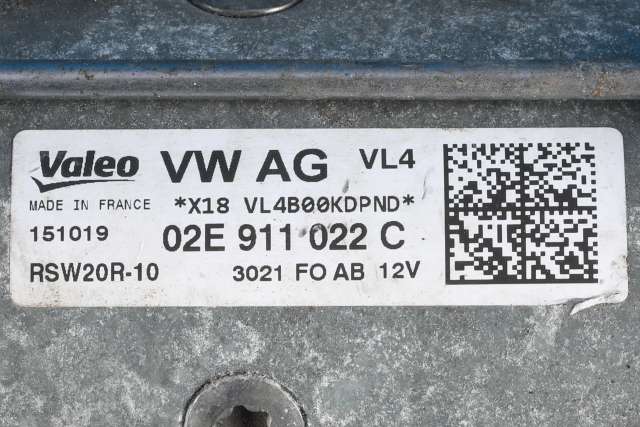 Valeo VW AG VL4
MADE IN FRANCE *X18 VL4B00KDPND*
151019 02E 911 022 C
RSW20R-10 3021 FO AB 12V